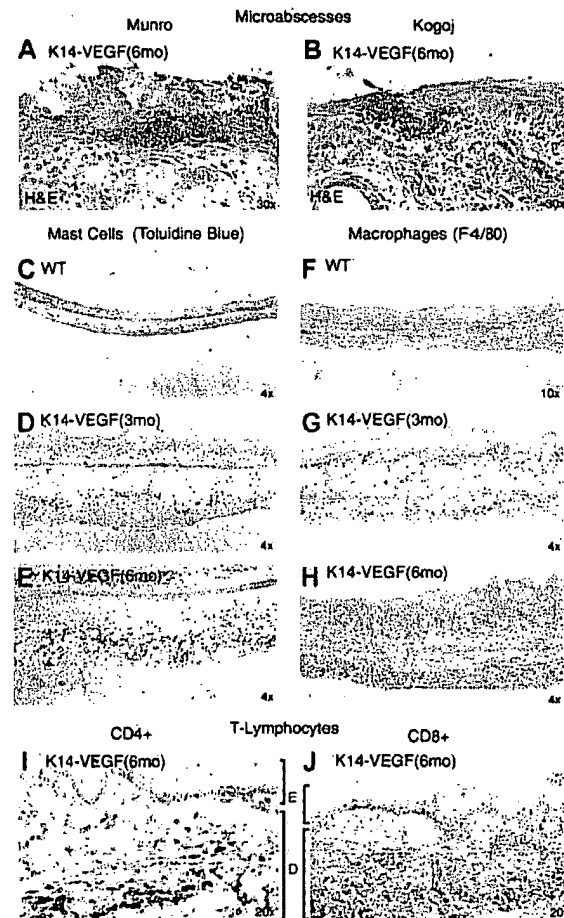 Microabscesses
Munro
Kogoj
A K14-VEGF(6mo)
B K14-VEGF(6mo)
H&E
30x
H&E
30x
Mast Cells (Toluidine Blue)
Macrophages (F4/80)
C WT
4x
F WT
10x
D K14-VEGF(3mo)
4x
G K14-VEGF(3mo)
4x
E K14-VEGF(6mo)
4x
H K14-VEGF(6mo)
4x
T-Lymphocytes
CD4+
CD8+
I K14-VEGF(6mo)
20x
E
D
J K14-VEGF(6mo)